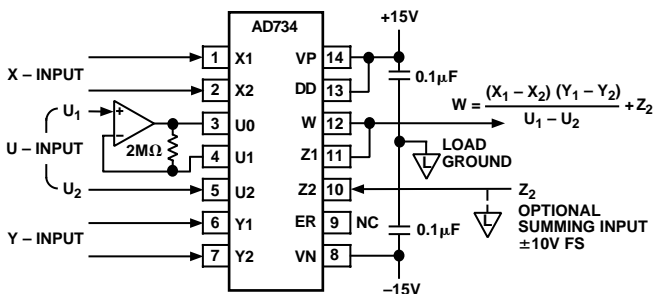 AD734
+15V
X – INPUT
1 X1
2 X2
U – INPUT
U1
+
–
2MΩ
3 U0
4 U1
U2
5 U2
Y – INPUT
6 Y1
7 Y2
VP 14
DD 13
W 12
Z1 11
Z2 10
ER 9 NC
VN 8
0.1μF
L LOAD GROUND
W = (X1 – X2) (Y1 – Y2) / U1 – U2 + Z2
Z2
L OPTIONAL
SUMMING INPUT
±10V FS
0.1μF
–15V